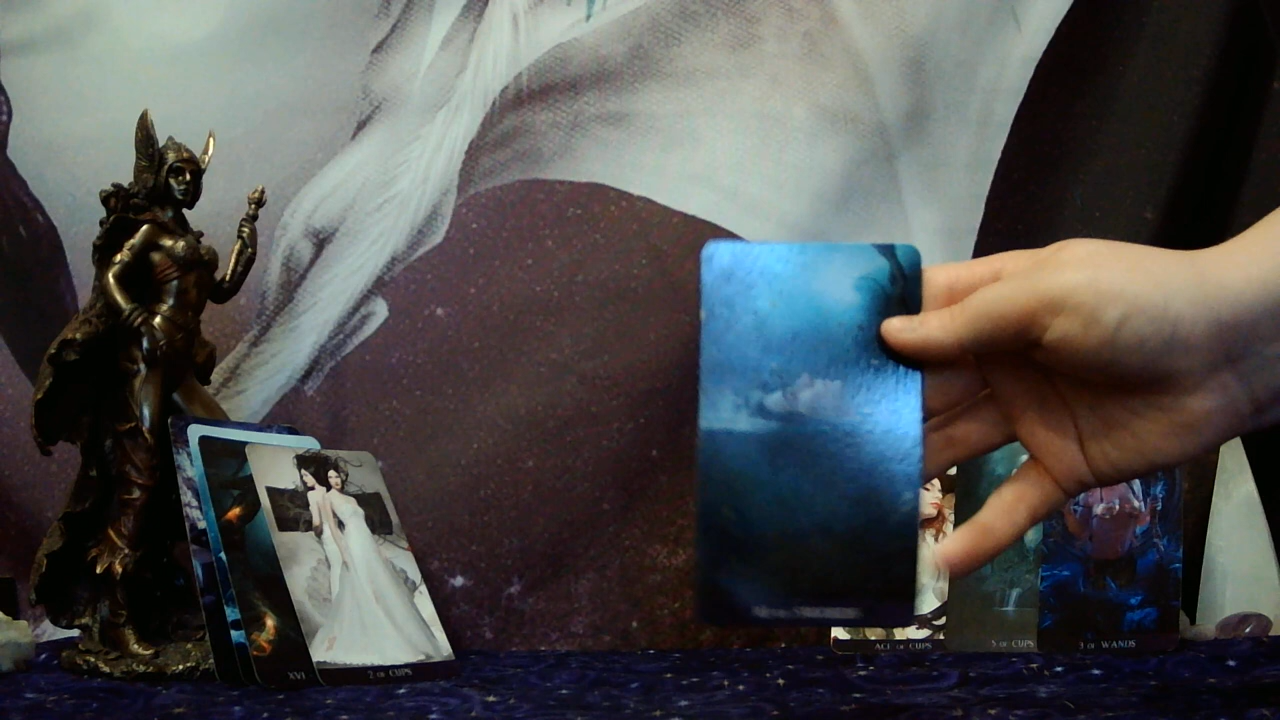 XVI
2 OF CUPS
ACE OF CUPS
5 OF CUPS
3 OF WANDS